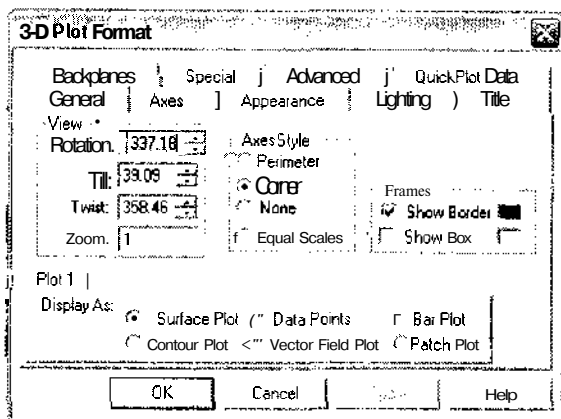 3-D Plot Format
Backplanes Special Advanced QuickPlot Data
General Axes Appearance Lighting Title
View
Rotation. 337.18
Tilt: 39.09
Twist: 358.46
Zoom. 1
Axes Style
Perimeter
Corner
None
Equal Scales
Frames
Show Border
Show Box
Plot 1
Display As:
Surface Plot Data Points Bar Plot
Contour Plot Vector Field Plot Patch Plot
OK Cancel Help